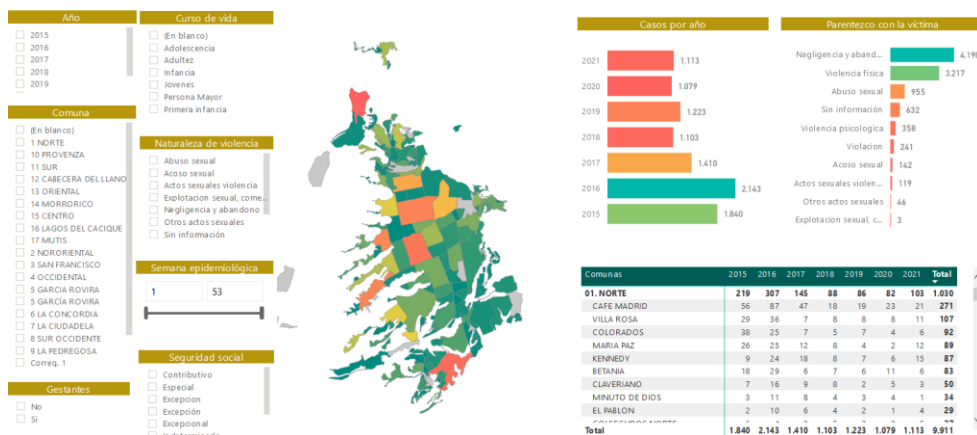 Año
2015
2016
2017
2018
2019
Comuna
(En blanco)
1 NORTE
10 PROVENZA
11 SUR
12 CABECERA DEL LLANO
13 ORIENTAL
14 MORRORICO
15 CENTRO
16 LAGOS DEL CACIQUE
17 MUTIS
2 NORORIENTAL
3 SAN FRANCISCO
4 OCCIDENTAL
5 GARCIA ROVIRA
5 GARCÍA ROVIRA
6 LA CONCORDIA
7 LA CIUDADELA
8 SUR OCCIDENTE
9 LA PEDREGOSA
Correg. 1
Gestantes
No
Si
Curso de vida
(En blanco)
Adolescencia
Adultez
Infancia
Jovenes
Persona Mayor
Primera infancia
Naturaleza de violencia
Abuso sexual
Acoso sexual
Actos sexuales violencia
Explotacion sexual, come...
Negligencia y abandono
Otros actos sexuales
Sin información
Semana epidemiológica
1 53
Seguridad social
Contributivo
Especial
Excepcion
Excepción
Excepcional
Casos por año
2021 1.113
2020 1.079
2019 1.223
2018 1.103
2017 1.410
2016 2.143
2015 1.840
Parentezco con la víctima
Negligencia y aband... 4.198
Violencia fisica 3.217
Abuso sexual 955
Sin información 632
Violencia psicologica 358
Violacion 241
Acoso sexual 142
Actos sexuales violen... 119
Otros actos sexuales 46
Explotacion sexual, c... 3
Comunas 2015 2016 2017 2018 2019 2020 2021 Total
01. NORTE 219 307 145 88 86 82 103 1.030
CAFE MADRID 56 87 47 18 19 23 21 271
VILLA ROSA 29 36 7 8 8 8 11 107
COLORADOS 38 25 7 5 7 4 6 92
MARIA PAZ 26 25 12 8 4 2 12 89
KENNEDY 9 24 18 8 7 6 15 87
BETANIA 18 29 6 7 6 11 6 83
CLAVERIANO 7 16 9 8 2 5 3 50
MINUTO DE DIOS 3 11 8 4 3 4 1 34
EL PABLON 2 10 6 4 2 1 4 29
Total 1.840 2.143 1.410 1.103 1.223 1.079 1.113 9.911